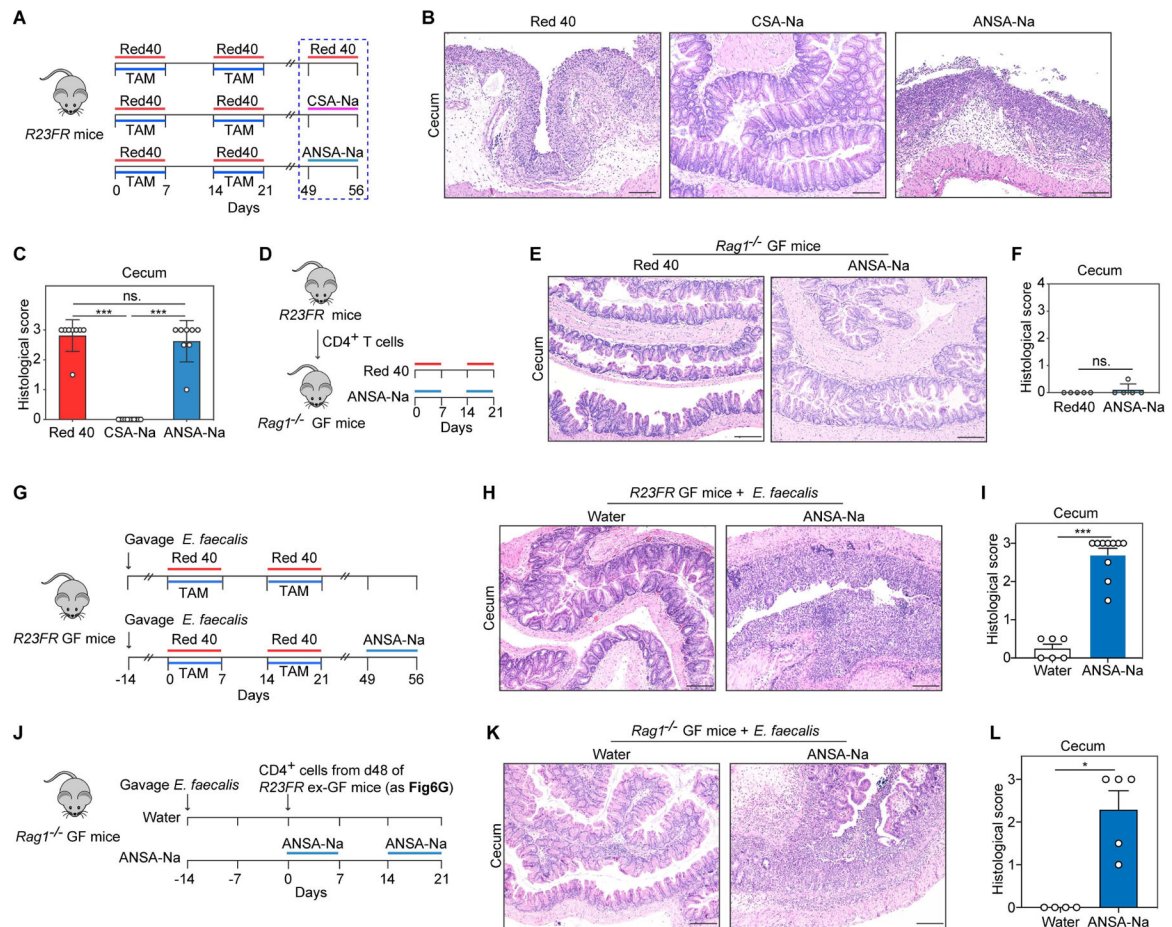 A
Red40
Red40
Red 40
TAM
TAM
Red40
Red40
CSA-Na
TAM
TAM
R23FR mice
Red40
Red40
ANSA-Na
TAM
TAM
0
7
14
21
49
56
Days
B
Red 40
CSA-Na
ANSA-Na
Cecum
C
Cecum
ns.
***
***
Histological score
3
2
1
0
Red 40
CSA-Na
ANSA-Na
D
R23FR mice
CD4+ T cells
Red 40
ANSA-Na
Rag1-/- GF mice
0
7
14
21
Days
E
Rag1-/- GF mice
Red 40
ANSA-Na
Cecum
F
Cecum
Histological score
4
3
2
1
0
ns.
Red40
ANSA-Na
G
Gavage E. faecalis
Red 40
Red 40
TAM
TAM
Gavage E. faecalis
R23FR GF mice
Red 40
Red 40
ANSA-Na
TAM
TAM
-14
0
7
14
21
49
56
Days
H
R23FR GF mice + E. faecalis
Water
ANSA-Na
Cecum
I
Cecum
***
Histological score
3
2
1
0
Water
ANSA-Na
J
Gavage E. faecalis
CD4+ cells from d48 of
R23FR ex-GF mice (as Fig6G)
Water
Rag1-/- GF mice
ANSA-Na
ANSA-Na
ANSA-Na
-14
-7
0
7
14
21
Days
K
Rag1-/- GF mice + E. faecalis
Water
ANSA-Na
Cecum
L
Cecum
*
Histological score
3
2
1
0
Water
ANSA-Na